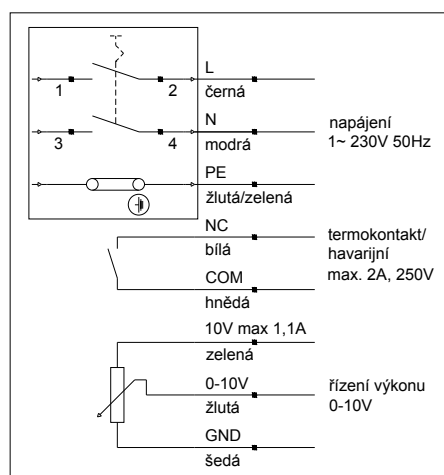 L
1 2 černá
N
3 4 modrá
napájení
1~ 230V 50Hz
PE
žlutá/zelená
NC
bílá
COM
hnědá
termokontakt/
havarijní
max. 2A, 250V
10V max 1,1A
zelená
0-10V
žlutá
řízení výkonu
0-10V
GND
šedá